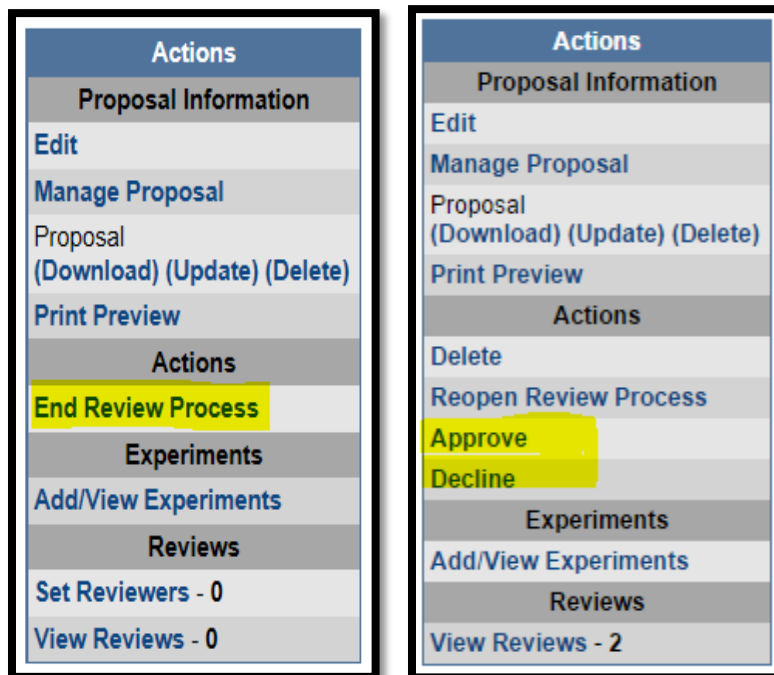 Actions
Proposal Information
Edit
Manage Proposal
Proposal
(Download) (Update) (Delete)
Print Preview
Actions
End Review Process
Experiments
Add/View Experiments
Reviews
Set Reviewers - 0
View Reviews - 0
Actions
Proposal Information
Edit
Manage Proposal
Proposal
(Download) (Update) (Delete)
Print Preview
Actions
Delete
Reopen Review Process
Approve
Decline
Experiments
Add/View Experiments
Reviews
View Reviews - 2